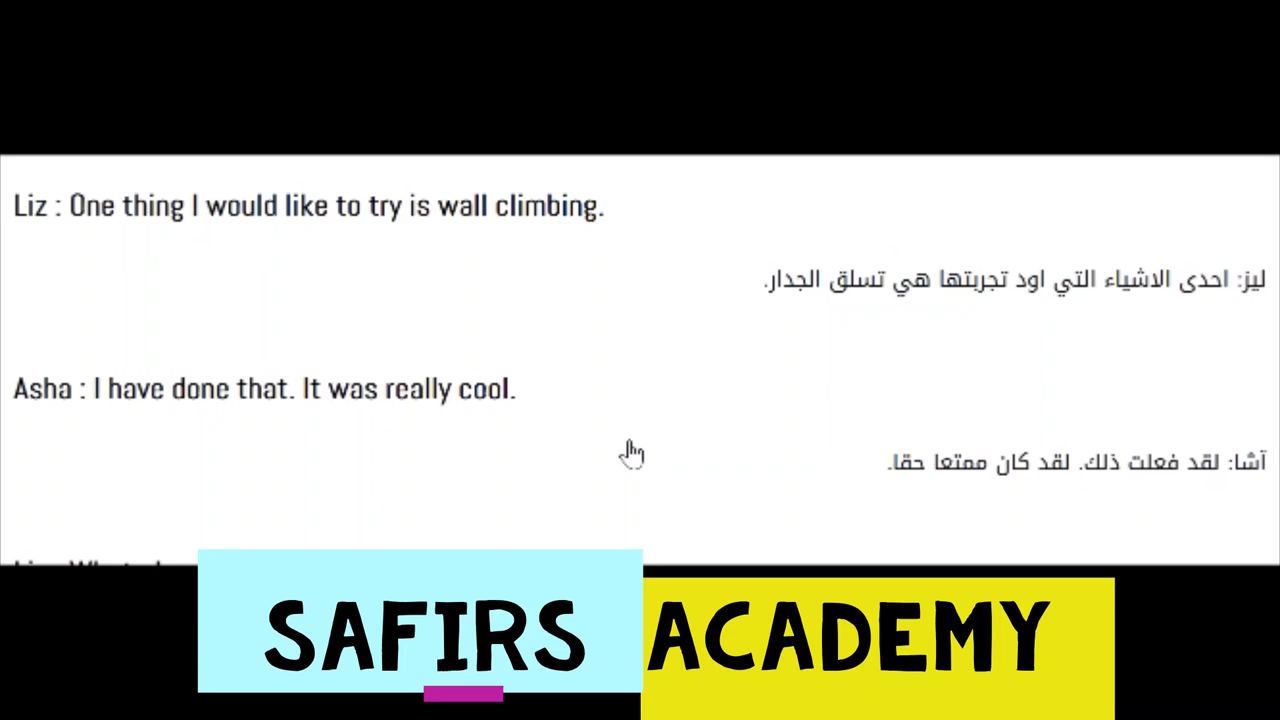 Liz : One thing I would like to try is wall climbing.
ليز: احدى الاشياء التي اود تجربتها هي تسلق الجدار.
Asha : I have done that. It was really cool.
آشا: لقد فعلت ذلك. لقد كان ممتعا حقا.
SAFIRS ACADEMY